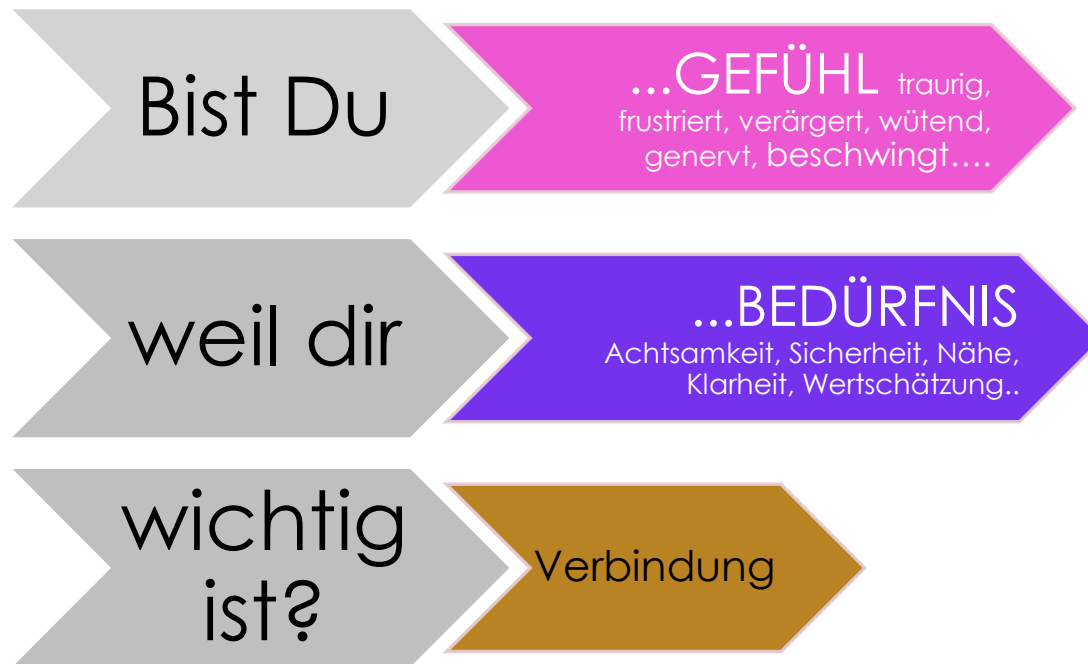 Bist Du
...GEFÜHL traurig,
frustriert, verärgert, wütend,
genervt, beschwingt....
weil dir
...BEDÜRFNIS
Achtsamkeit, Sicherheit, Nähe,
Klarheit, Wertschätzung..
wichtig
ist?
Verbindung